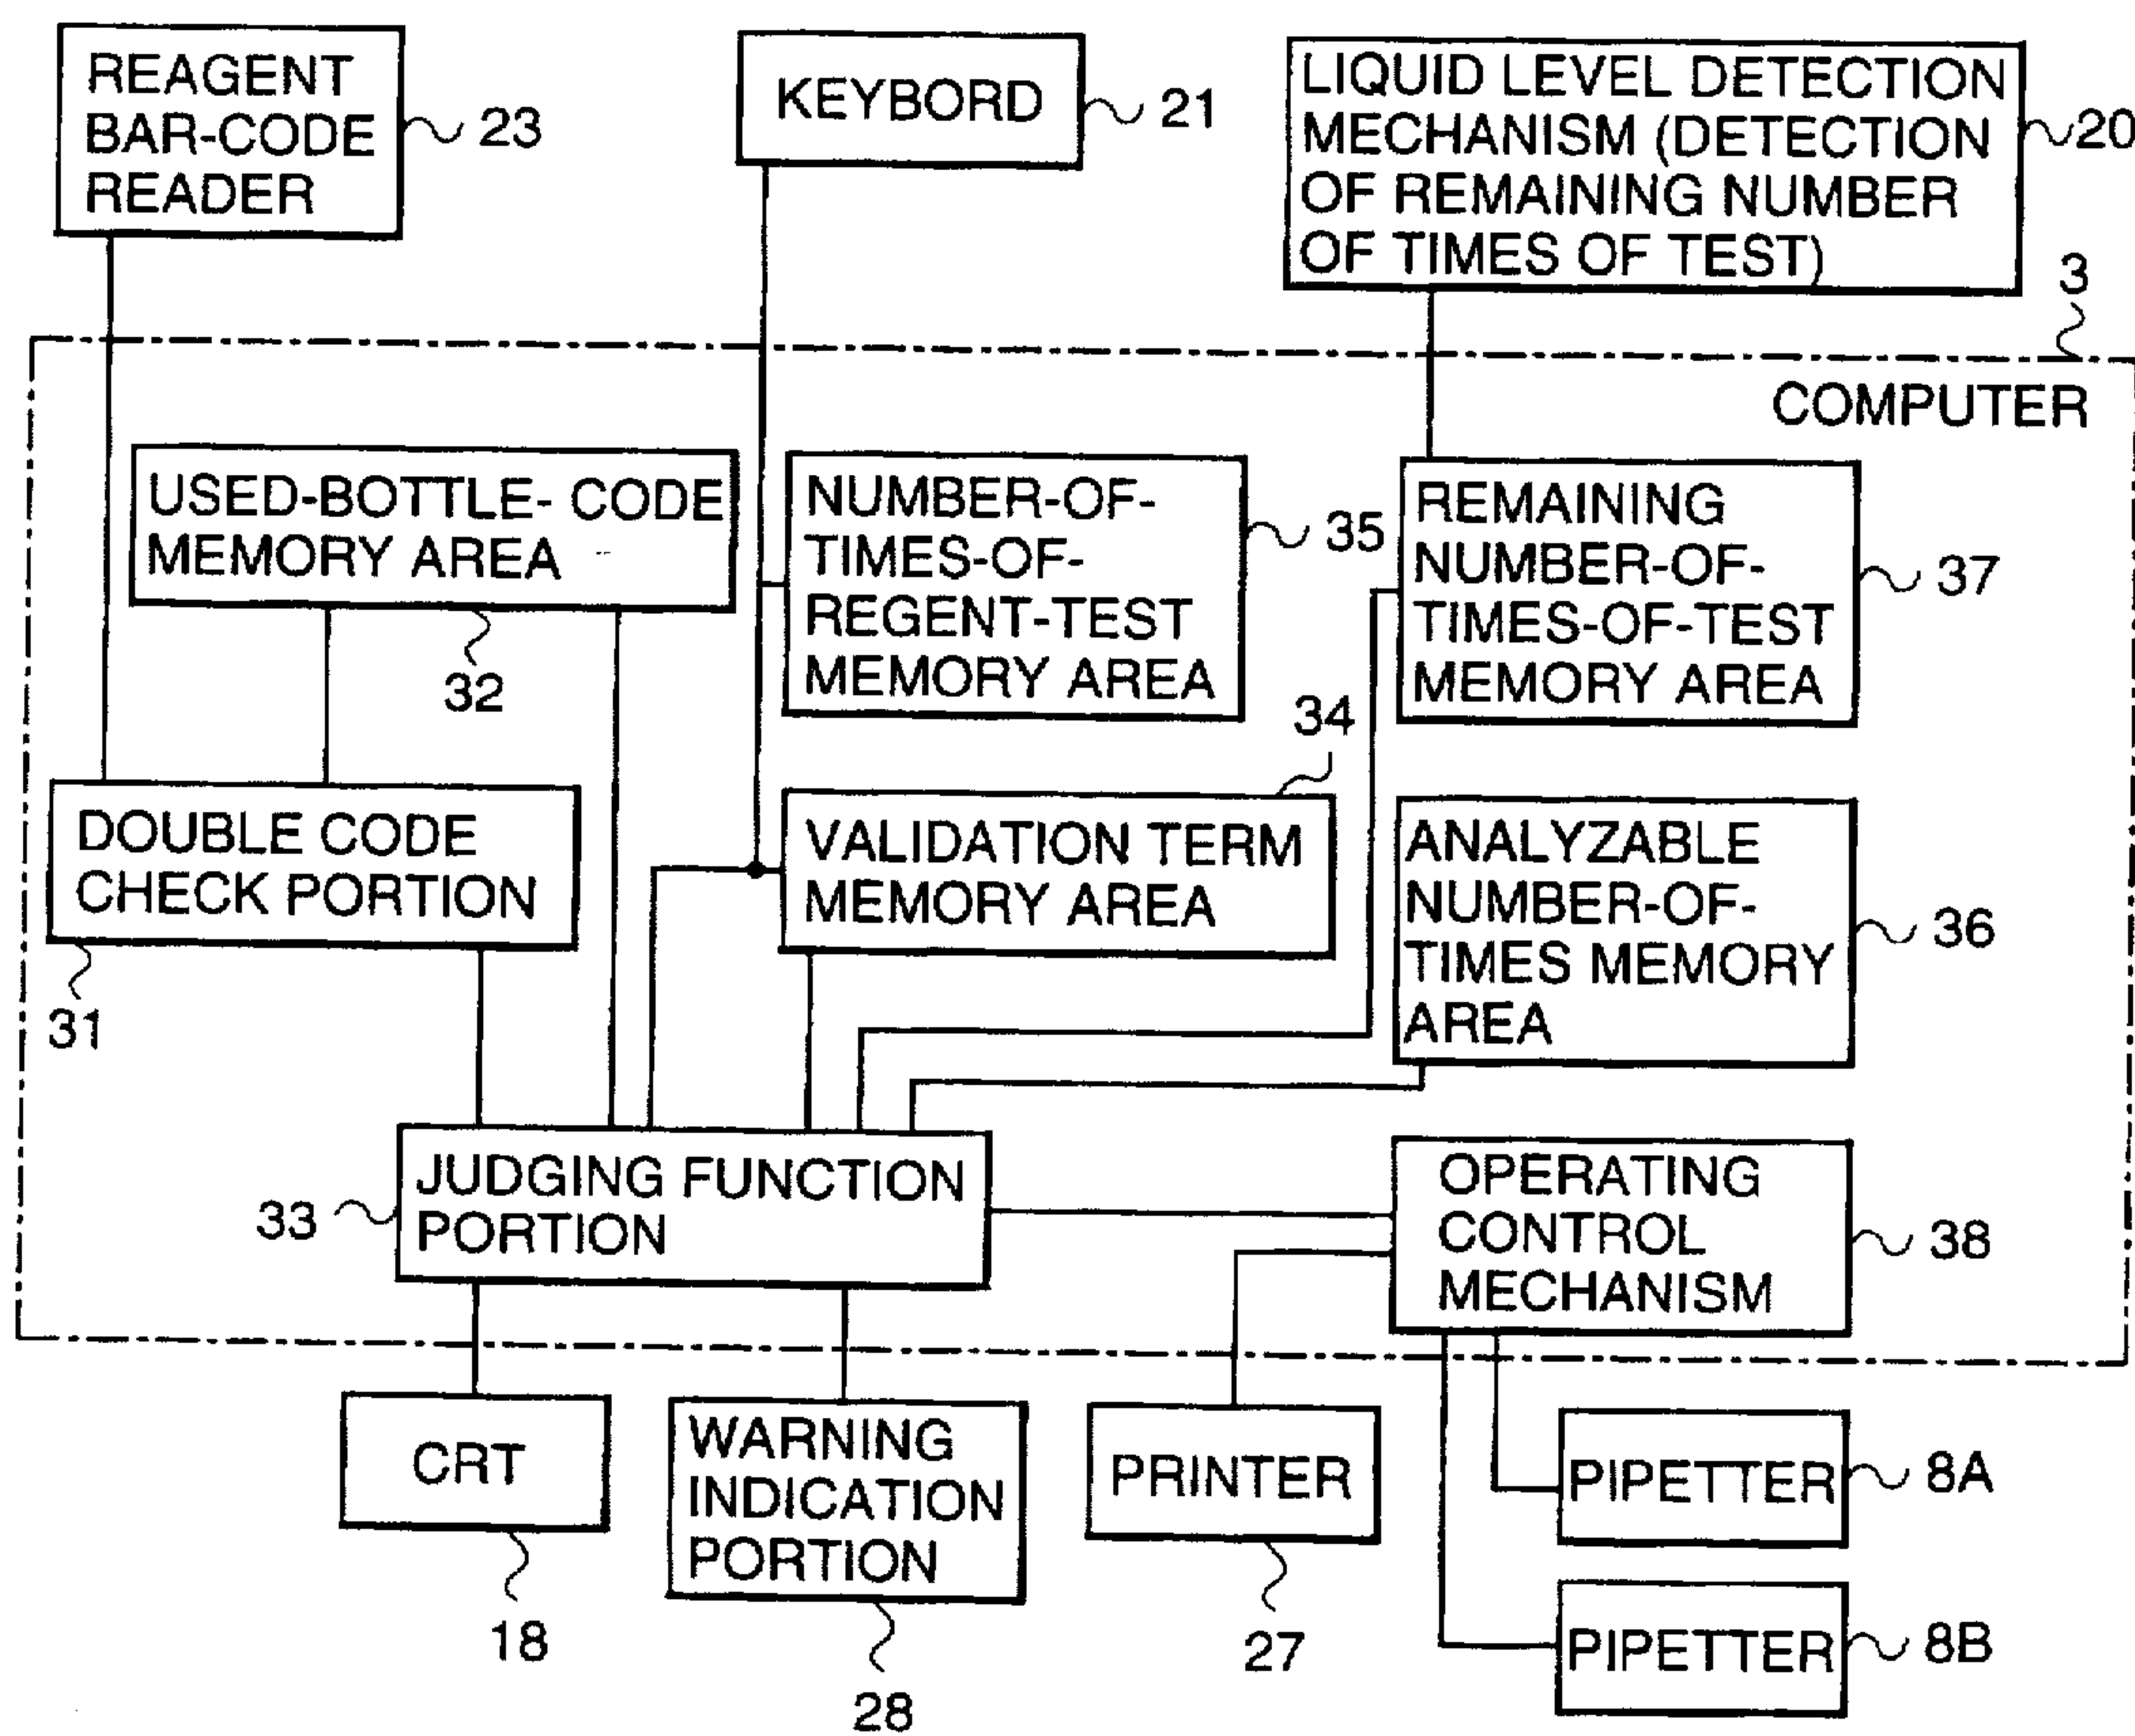 REAGENT
BAR-CODE
READER
23
KEYBORD
21
LIQUID LEVEL DETECTION
MECHANISM (DETECTION
OF REMAINING NUMBER
OF TIMES OF TEST)
20
3
COMPUTER
USED-BOTTLE- CODE
MEMORY AREA
32
NUMBER-OF-
TIMES-OF-
REGENT-TEST
MEMORY AREA
35
REMAINING
NUMBER-OF-
TIMES-OF-TEST
MEMORY AREA
37
34
DOUBLE CODE
CHECK PORTION
31
VALIDATION TERM
MEMORY AREA
ANALYZABLE
NUMBER-OF-
TIMES MEMORY
AREA
36
JUDGING FUNCTION
PORTION
33
OPERATING
CONTROL
MECHANISM
38
CRT
18
WARNING
INDICATION
PORTION
28
PRINTER
27
PIPETTER
8A
PIPETTER
8B